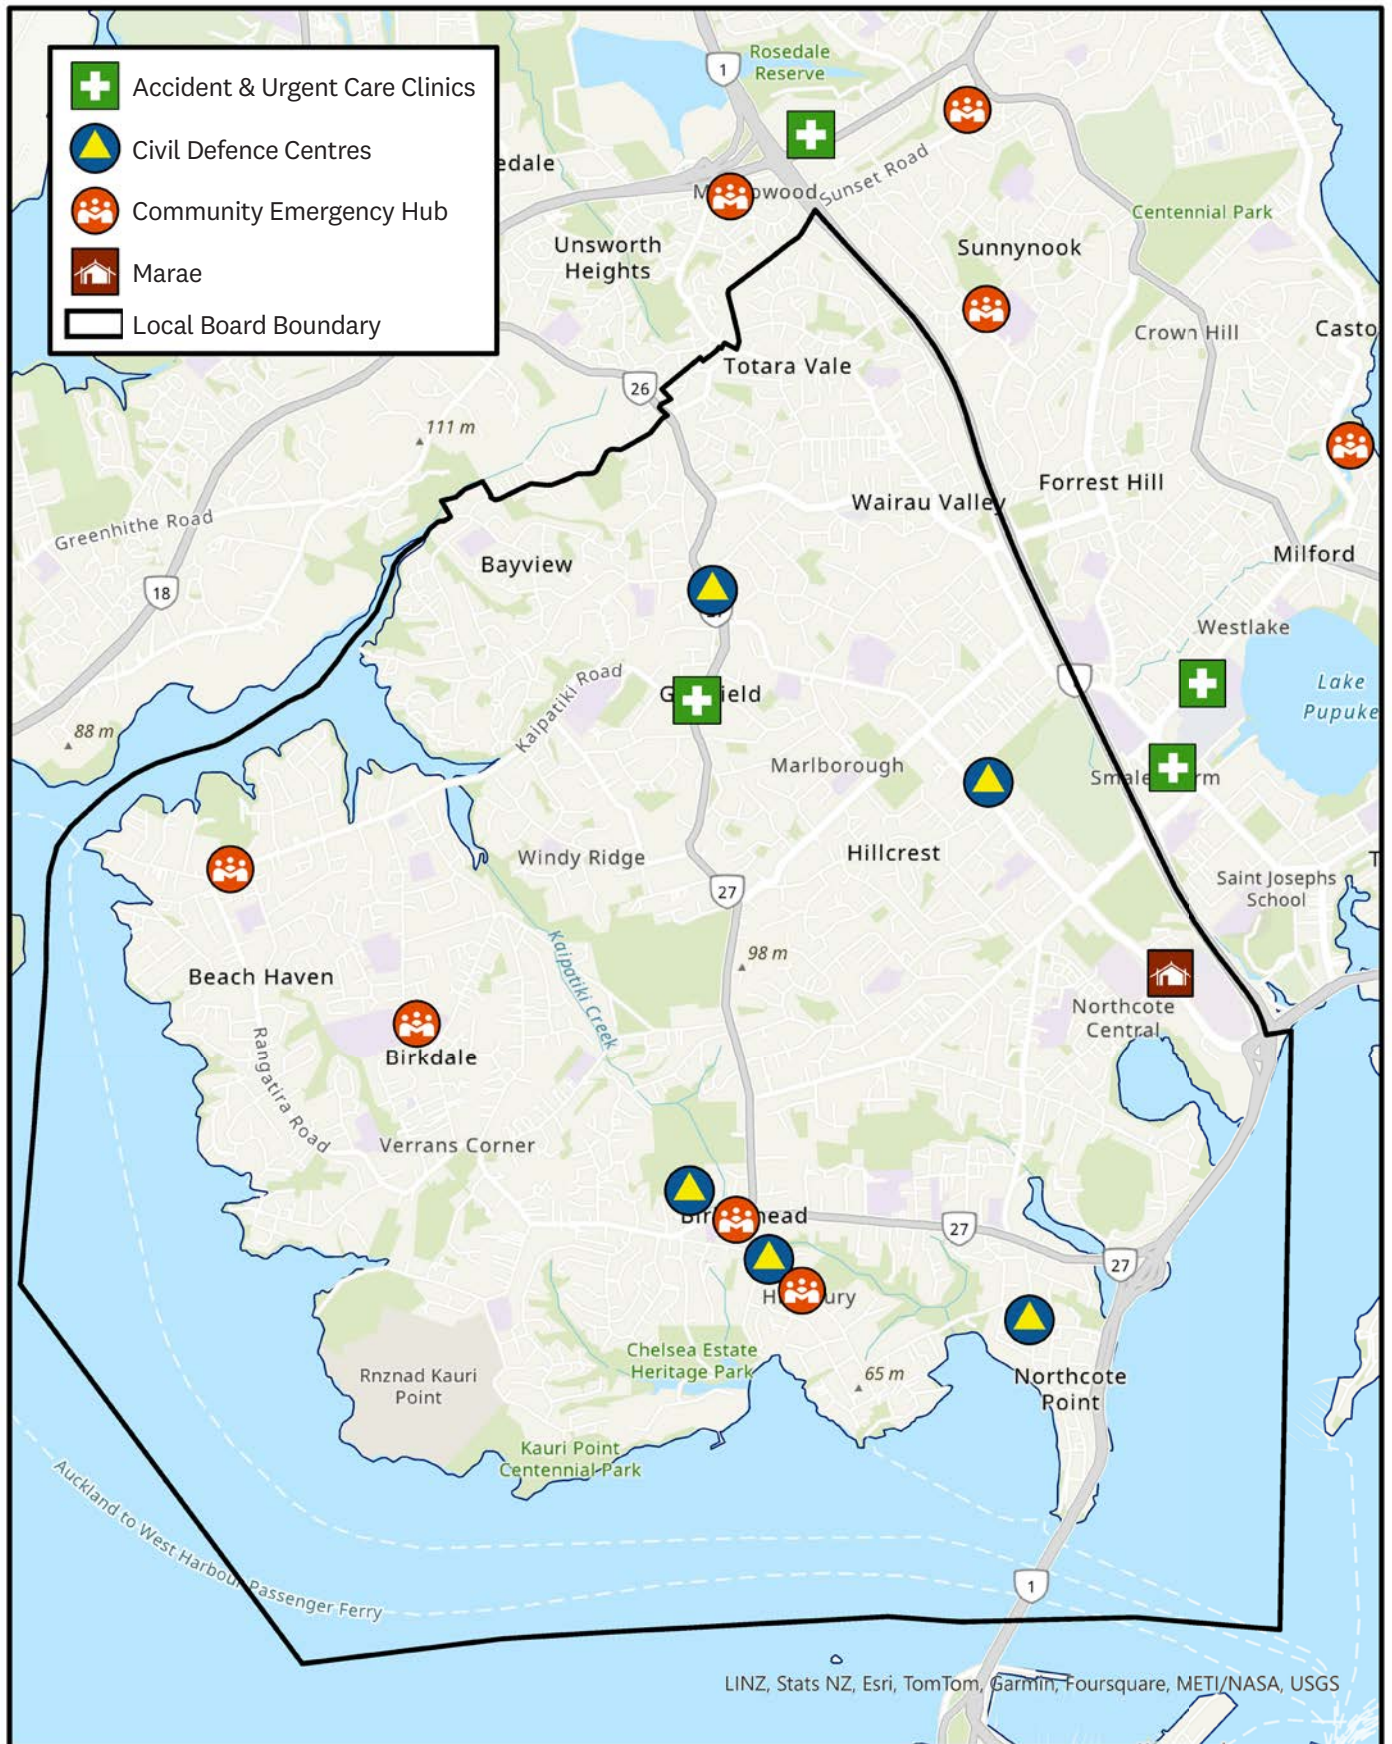 Accident & Urgent Care Clinics
Civil Defence Centres
Community Emergency Hub
Marae
Local Board Boundary
1
Rosedale
Reserve
edale
Sunset Road
Unsworth
Heights
Sunnynook
Centennial Park
Crown Hill
Casto
Totara Vale
26
111 m
Greenhithe Road
18
Forrest Hill
Wairau Valley
Milford
Bayview
Westlake
Kaipatiki Road
Lake
Pupuke
88 m
Marlborough
Windy Ridge
Hillcrest
27
Saint Josephs
School
T
98 m
Kaipatiki Creek
Beach Haven
Northcote
Central
Birkdale
Rangatira Road
Verrans Corner
27
27
Chelsea Estate
Heritage Park
65 m
Rnznad Kauri
Point
Northcote
Point
Kauri Point
Centennial Park
Auckland to West Harbour Passenger Ferry
1
LINZ, Stats NZ, Esri, TomTom, Garmin, Foursquare, METI/NASA, USGS